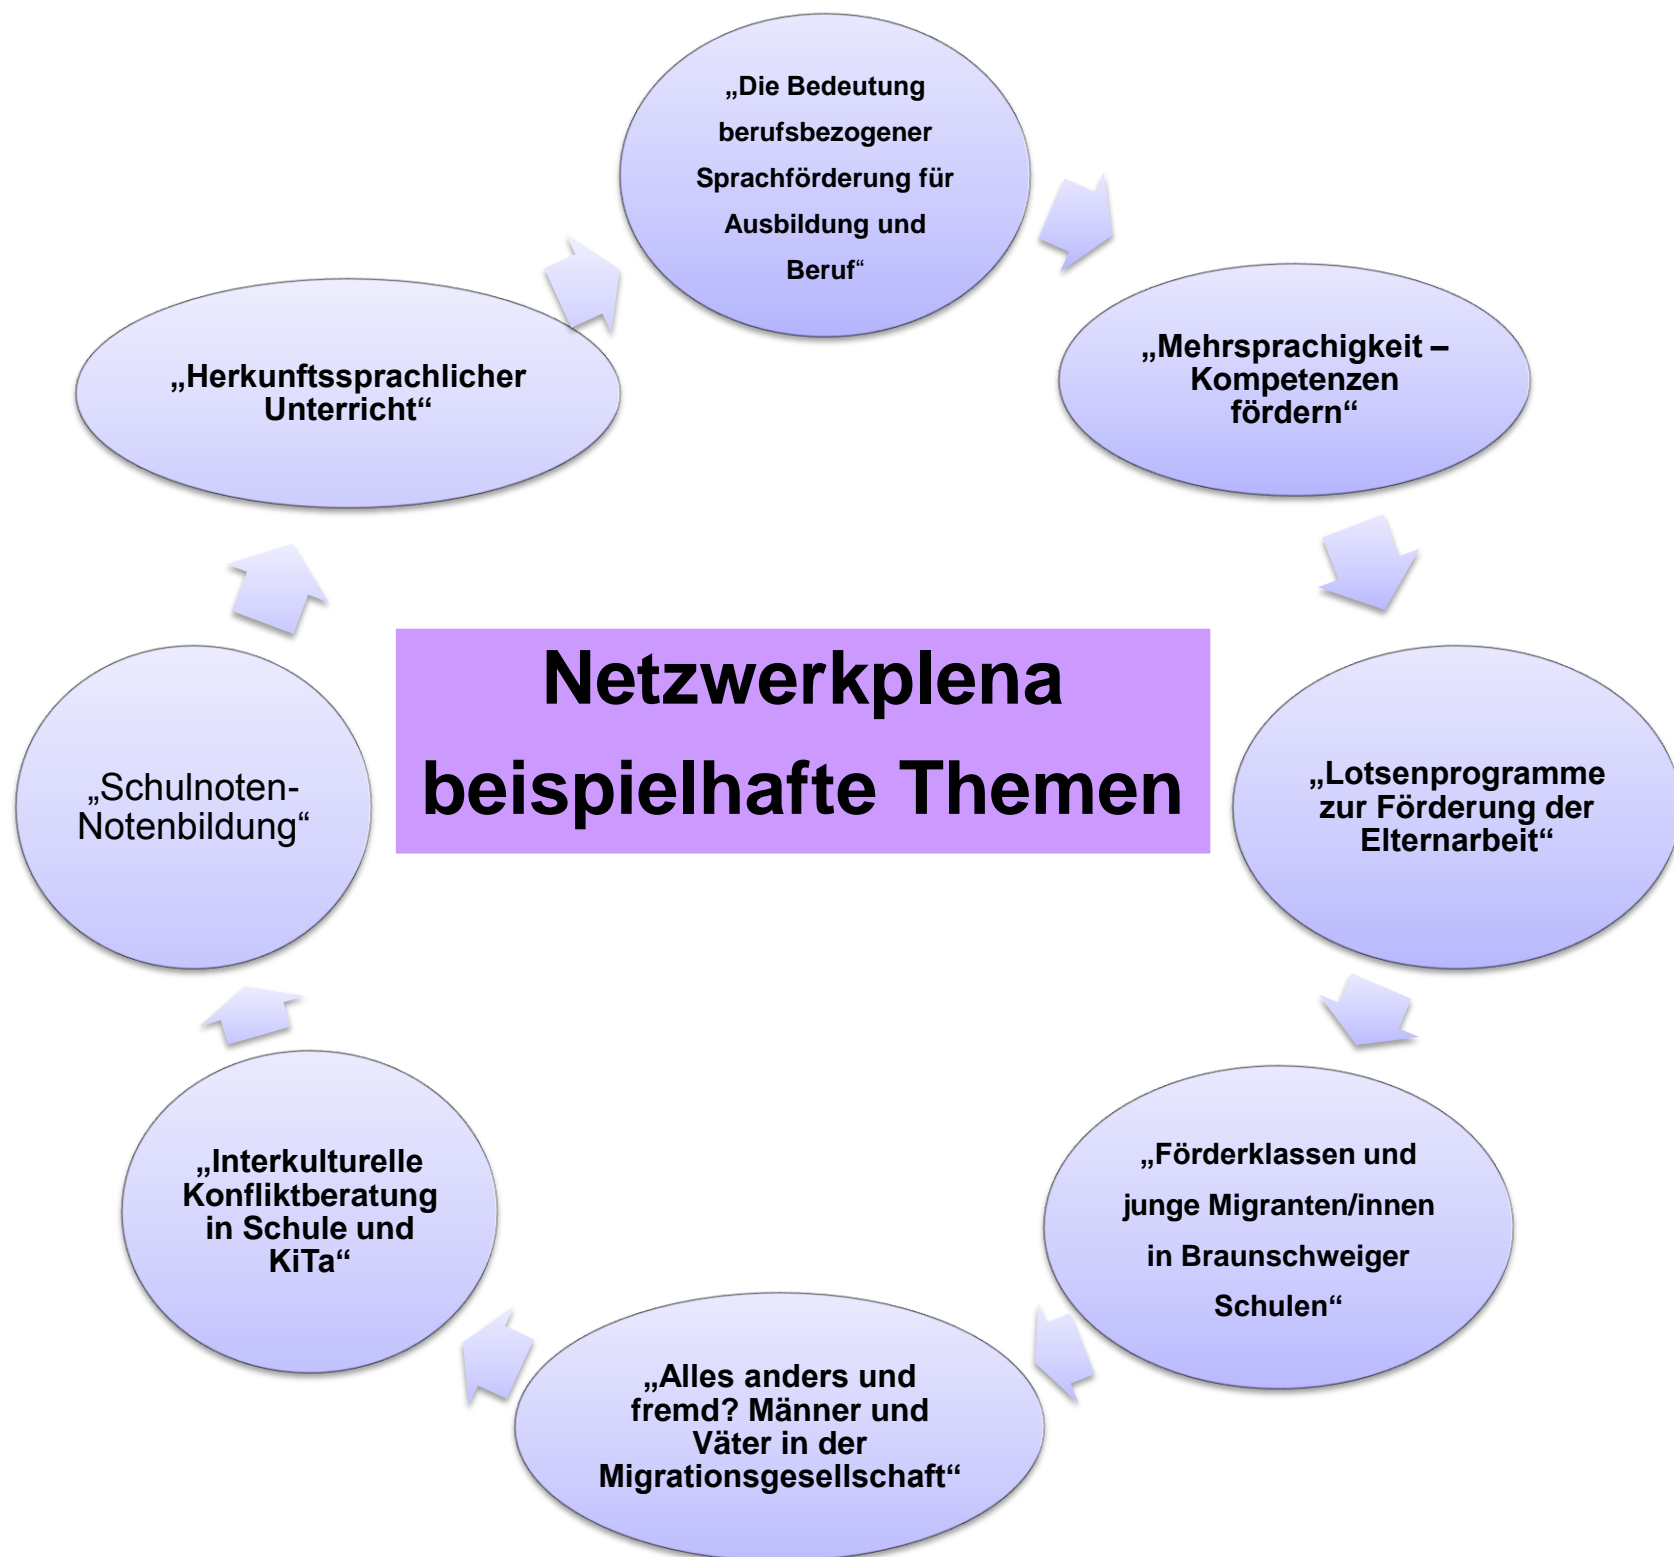 „Die Bedeutung
berufsbezogener
Sprachförderung für
Ausbildung und
Beruf“
„Mehrsprachigkeit –
Kompetenzen
fördern“
„Lotsenprogramme
zur Förderung der
Elternarbeit“
„Förderklassen und
junge Migranten/innen
in Braunschweiger
Schulen“
„Alles anders und
fremd? Männer und
Väter in der
Migrationsgesellschaft“
„Interkulturelle
Konfliktberatung
in Schule und
KiTa“
„Schulnoten-
Notenbildung“
„Herkunftssprachlicher
Unterricht“
Netzwerkplena
beispielhafte Themen